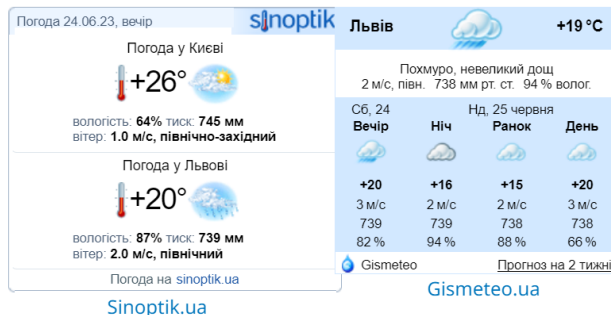 Погода 24.06.23, вечір
sinoptik
Погода у Києві
+26°
вологість: 64% тиск: 745 мм
вітер: 1.0 м/с, північно-західний
Погода у Львові
+20°
вологість: 87% тиск: 739 мм
вітер: 2.0 м/с, північний
Погода на sinoptik.ua
Sinoptik.ua
Львів +19 °C
Похмуро, невеликий дощ
2 м/с, півн. 738 мм рт. ст. 94 % волог.
Сб, 24 Нд, 25 червня
Вечір Ніч Ранок День
+20 +16 +15 +20
3 м/с 2 м/с 2 м/с 3 м/с
739 739 738 738
82 % 94 % 88 % 66 %
Gismeteo Прогноз на 2 тижні
Gismeteo.ua